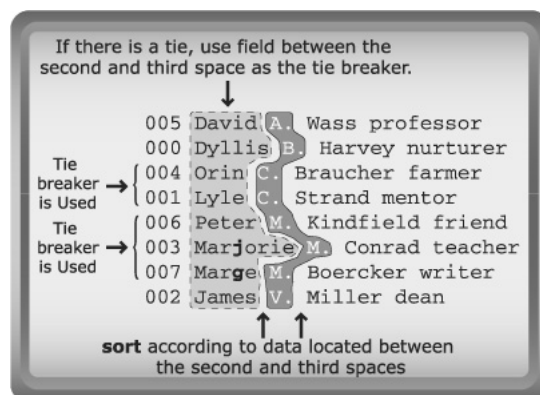 If there is a tie, use field between the
second and third space as the tie breaker.
005 David A. Wass professor
000 Dyllis B. Harvey nurturer
Tie
breaker
is Used
004 Orin C. Braucher farmer
001 Lyle C. Strand mentor
Tie
breaker
is Used
006 Peter M. Kindfield friend
003 Marjorie M. Conrad teacher
007 Marge M. Boercker writer
002 James V. Miller dean
sort according to data located between
the second and third spaces